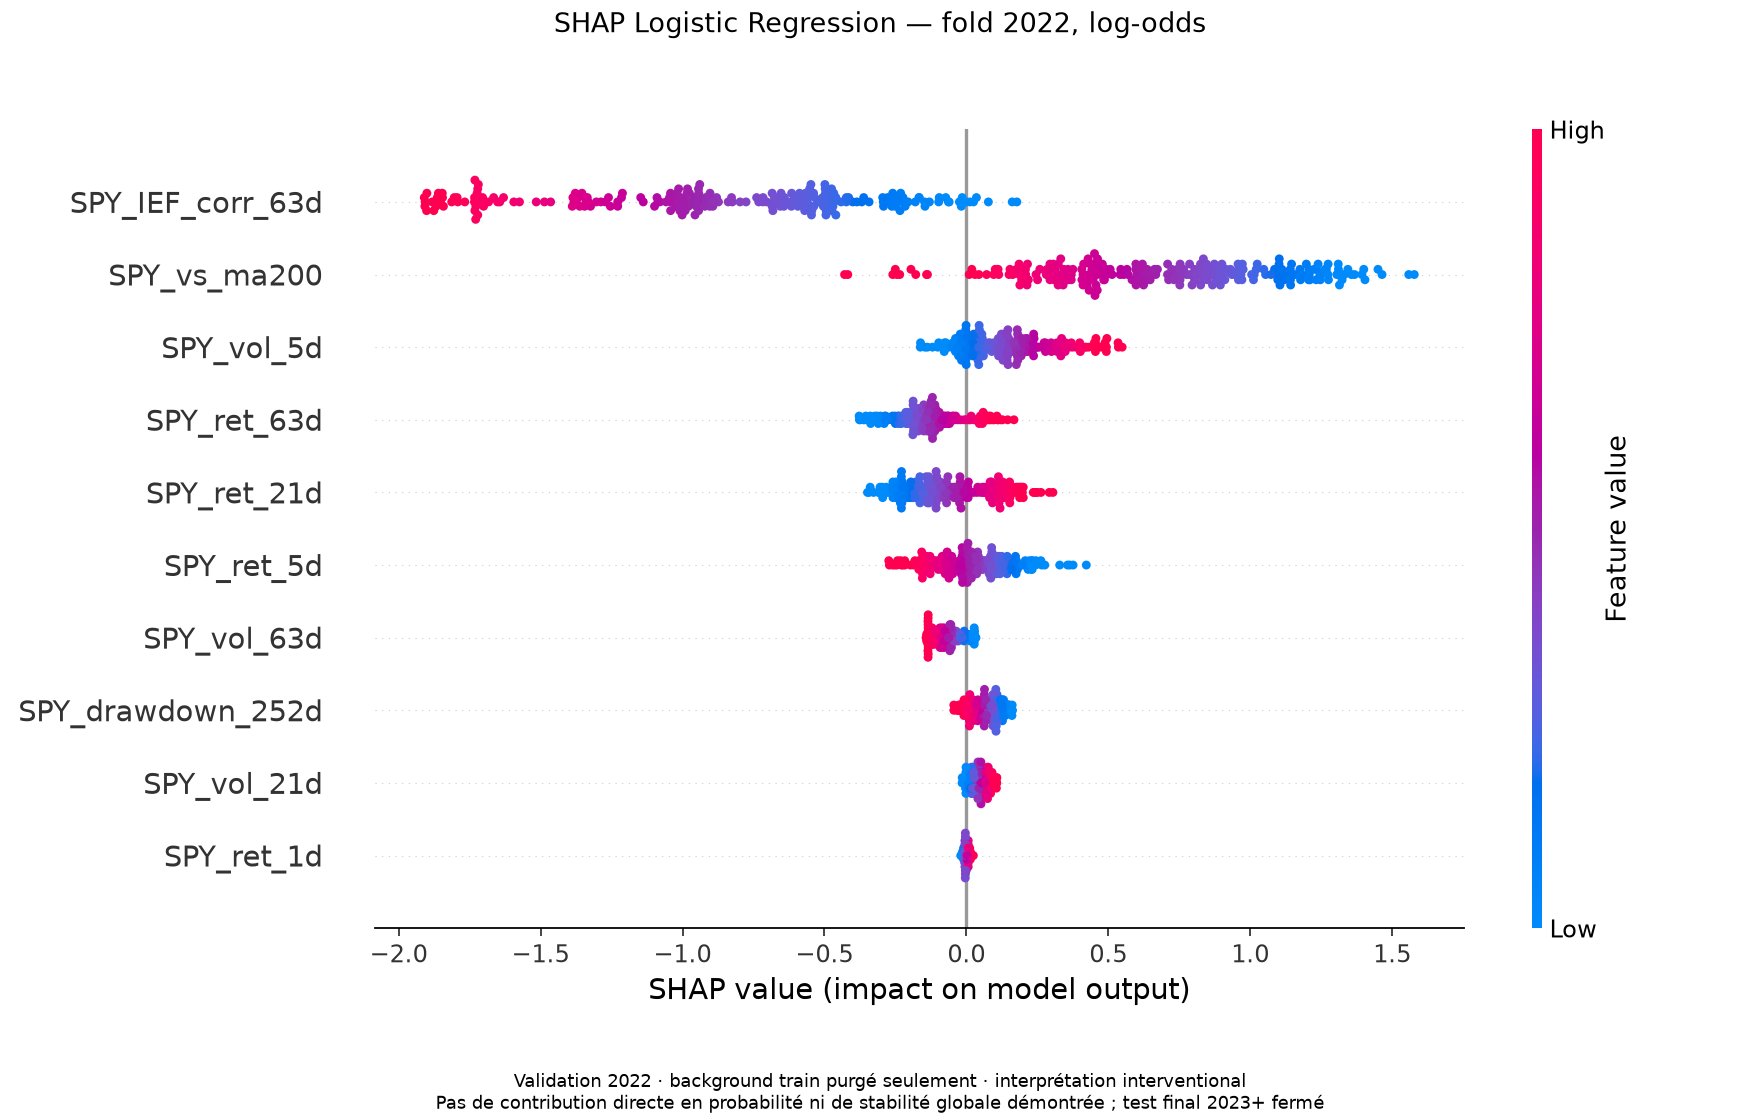 SHAP Logistic Regression — fold 2022, log-odds
High
SPY_IEF_corr_63d
SPY_vs_ma200
SPY_vol_5d
SPY_ret_63d
SPY_ret_21d
SPY_ret_5d
SPY_vol_63d
SPY_drawdown_252d
SPY_vol_21d
SPY_ret_1d
Feature value
Low
−2.0 −1.5 −1.0 −0.5 0.0 0.5 1.0 1.5
SHAP value (impact on model output)
Validation 2022 · background train purgé seulement · interprétation interventional
Pas de contribution directe en probabilité ni de stabilité globale démontrée ; test final 2023+ fermé